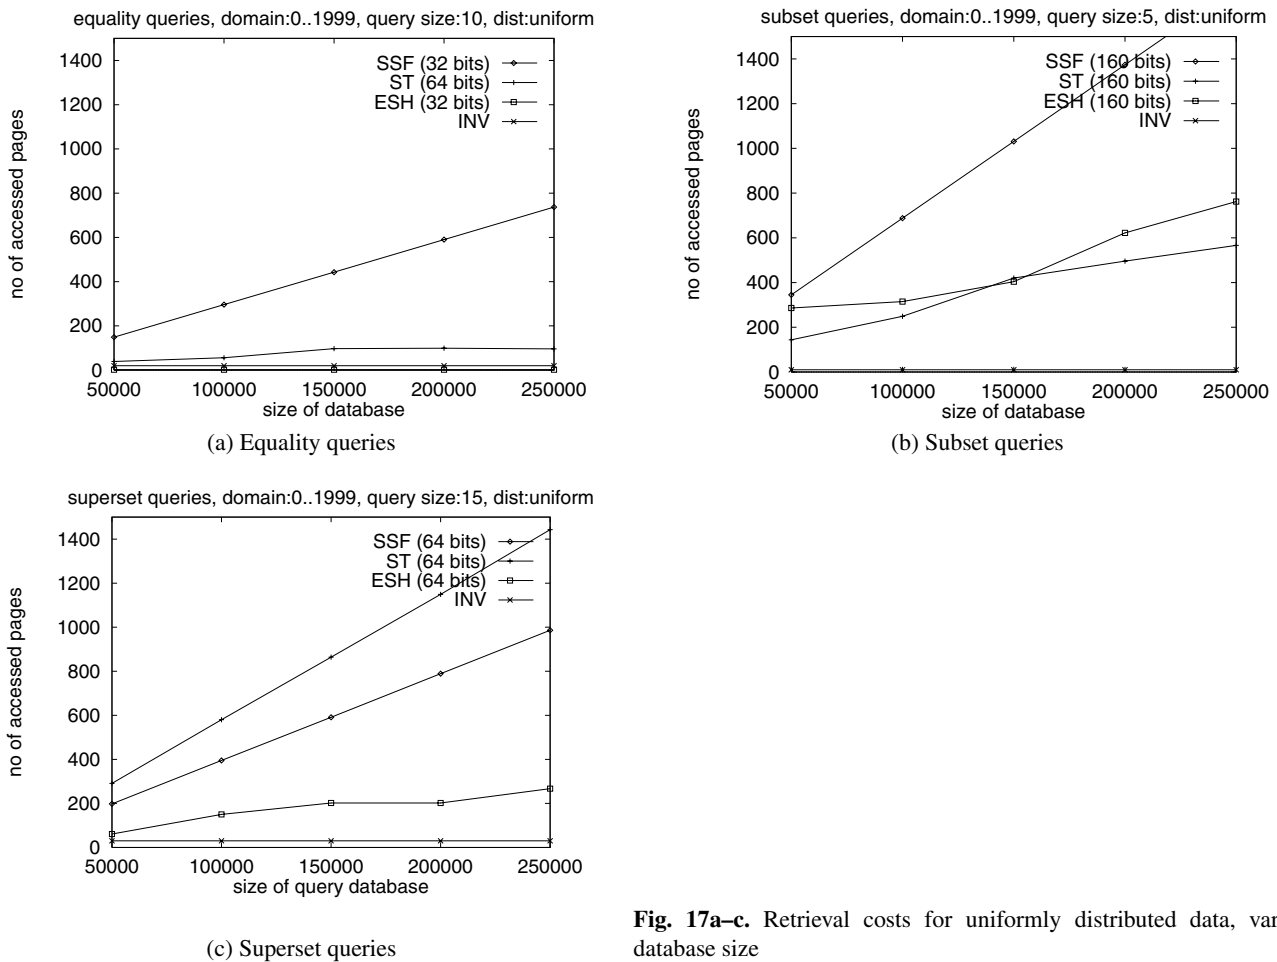 equality queries, domain:0..1999, query size:10, dist:uniform
no of accessed pages
1400
1200
1000
800
600
400
200
0
SSF (32 bits)
ST (64 bits)
ESH (32 bits)
INV
50000 100000 150000 200000 250000
size of database
(a) Equality queries
subset queries, domain:0..1999, query size:5, dist:uniform
no of accessed pages
1400
1200
1000
800
600
400
200
0
SSF (160 bits)
ST (160 bits)
ESH (160 bits)
INV
50000 100000 150000 200000 250000
size of database
(b) Subset queries
superset queries, domain:0..1999, query size:15, dist:uniform
no of accessed pages
1400
1200
1000
800
600
400
200
0
SSF (64 bits)
ST (64 bits)
ESH (64 bits)
INV
50000 100000 150000 200000 250000
size of query database
(c) Superset queries
Fig. 17a–c. Retrieval costs for uniformly distributed data, var
database size